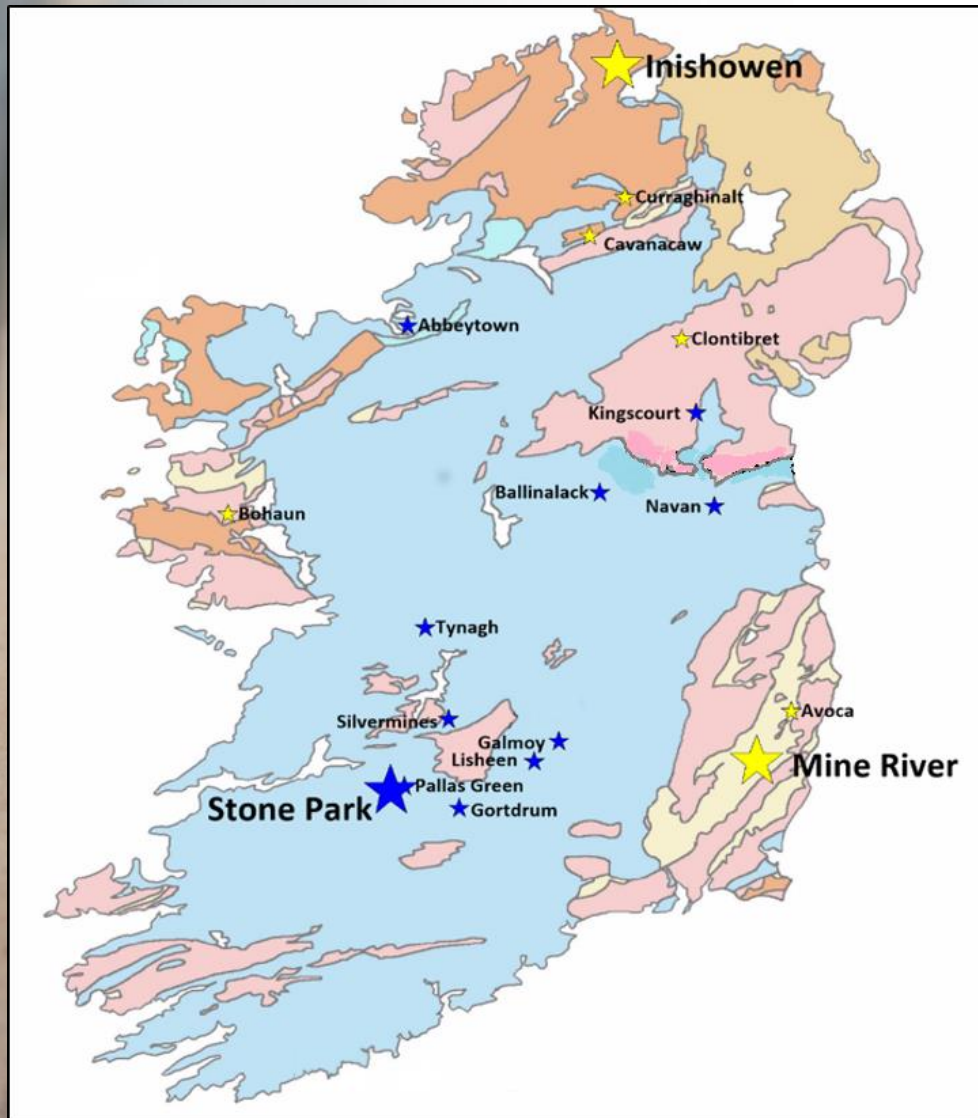 Inishowen
Curraghinalt
Cavanacaw
Abbeytown
Clontibret
Kingscourt
Ballinalack
Navan
Bohaun
Tynagh
Silvermines
Avoca
Galmoy
Lisheen
Mine River
Pallas Green
Stone Park
Gortdrum